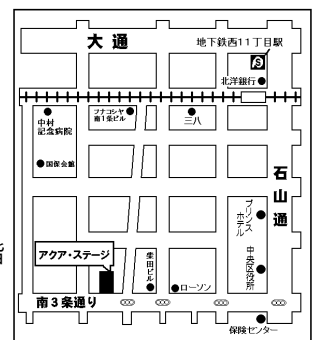 大通
地下鉄西11丁目駅
北洋銀行
中村
記念病院
フナコシヤ
南1条ビル
三八
国保会館
石山通
プリンス
ホテル
中央区役所
アクア・ステージ
柴田ビル
ローソン
南3条通り
保険センター